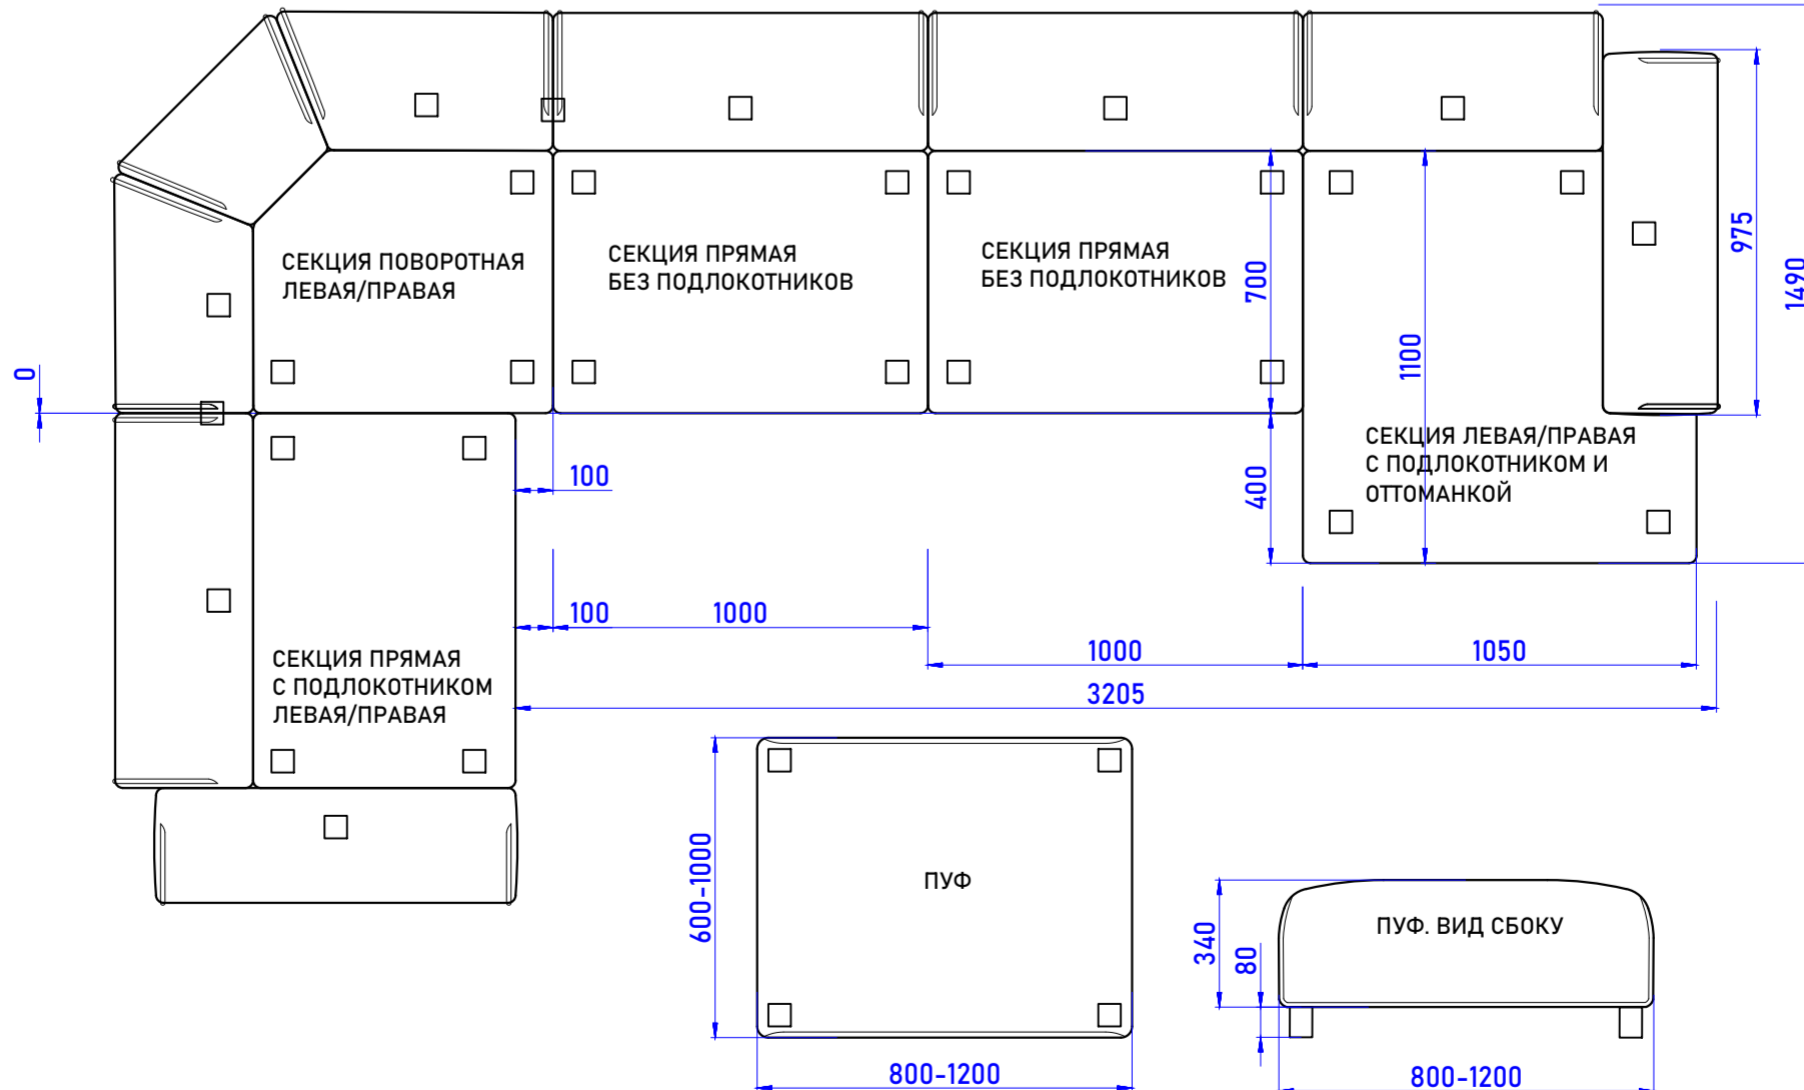 СЕКЦИЯ ПОВОРОТНАЯ
ЛЕВАЯ/ПРАВАЯ
СЕКЦИЯ ПРЯМАЯ
БЕЗ ПОДЛОКОТНИКОВ
СЕКЦИЯ ПРЯМАЯ
БЕЗ ПОДЛОКОТНИКОВ
700
1100
975
1490
0
СЕКЦИЯ ЛЕВАЯ/ПРАВАЯ
С ПОДЛОКОТНИКОМ И
ОТТОМАНКОЙ
100
400
100
1000
1000
1050
3205
СЕКЦИЯ ПРЯМАЯ
С ПОДЛОКОТНИКОМ
ЛЕВАЯ/ПРАВАЯ
600-1000
ПУФ
800-1200
340
80
ПУФ. ВИД СБОКУ
800-1200